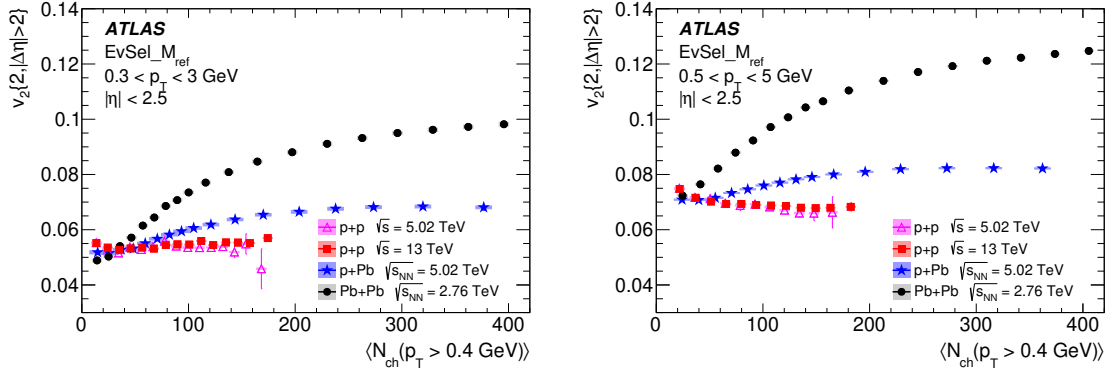 v₂{2,|Δη|>2}
0.14
0.12
0.1
0.08
0.06
0.04
ATLAS
EvSel_M_ref
0.3 < p_T < 3 GeV
|η| < 2.5
p+p √s = 5.02 TeV
p+p √s = 13 TeV
p+Pb √s_NN = 5.02 TeV
Pb+Pb √s_NN = 2.76 TeV
0 100 200 300 400
⟨N_ch(p_T > 0.4 GeV)⟩
v₂{2,|Δη|>2}
0.14
0.12
0.1
0.08
0.06
0.04
ATLAS
EvSel_M_ref
0.5 < p_T < 5 GeV
|η| < 2.5
p+p √s = 5.02 TeV
p+p √s = 13 TeV
p+Pb √s_NN = 5.02 TeV
Pb+Pb √s_NN = 2.76 TeV
0 100 200 300 400
⟨N_ch(p_T > 0.4 GeV)⟩